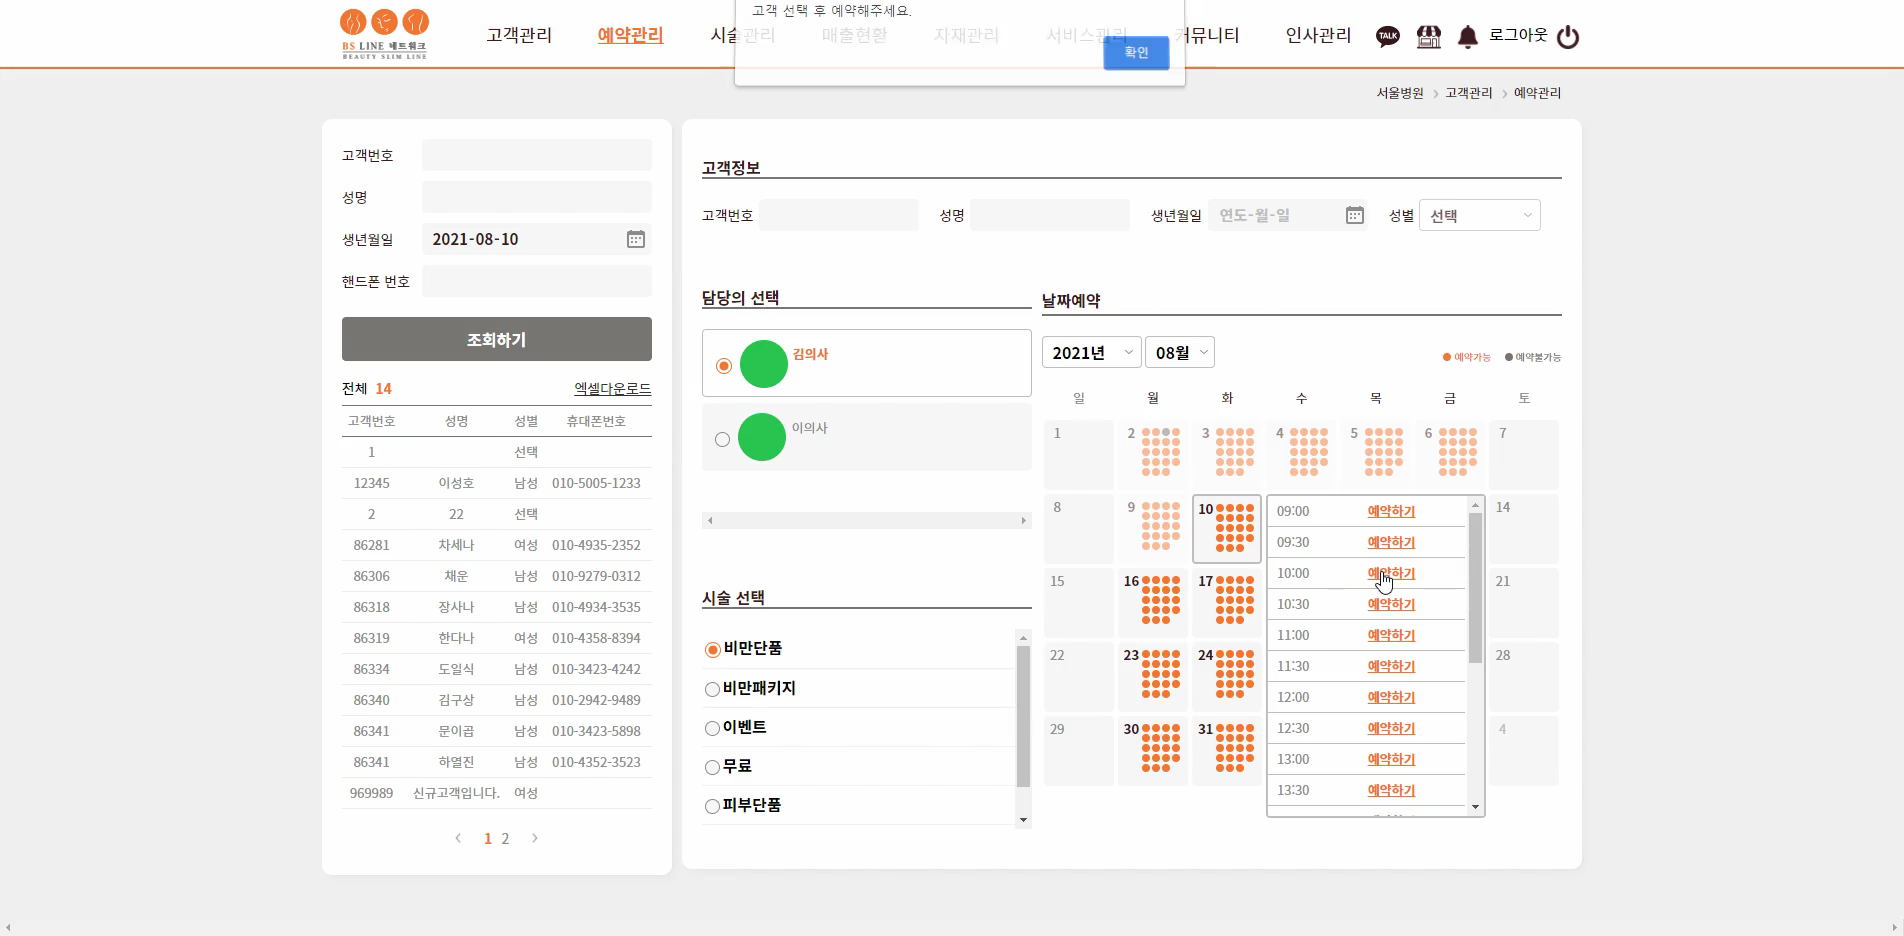 고객 선택 후 예약해주세요.
확인
BS LINE 네트워크
BEAUTY SLIM LINE
고객관리 예약관리 시술관리 매출현황 자재관리 서비스관리 커뮤니티 인사관리 TALK 로그아웃
서울병원 > 고객관리 > 예약관리
고객번호
성명
생년월일 2021-08-10
핸드폰 번호
조회하기
전체 14 엑셀다운로드
고객번호 성명 성별 휴대폰번호
1 선택
12345 이성호 남성 010-5005-1233
2 22 선택
86281 차세나 여성 010-4935-2352
86306 채운 남성 010-9279-0312
86318 장사나 남성 010-4934-3535
86319 한다나 여성 010-4358-8394
86334 도일식 남성 010-3423-4242
86340 김구상 남성 010-2942-9489
86341 문이곱 남성 010-3423-5898
86341 하열진 남성 010-4352-3523
969989 신규고객입니다. 여성
< 1 2 >
고객정보
고객번호 성명 생년월일 연도-월-일 성별 선택
담당의 선택
김의사
이의사
시술 선택
비만단품
비만패키지
이벤트
무료
피부단품
날짜예약
2021년 08월
예약가능 예약불가능
일 월 화 수 목 금 토
1 2 3 4 5 6 7
8 9 10 14
15 16 17 21
22 23 24 28
29 30 31 4
09:00 예약하기
09:30 예약하기
10:00 예약하기
10:30 예약하기
11:00 예약하기
11:30 예약하기
12:00 예약하기
12:30 예약하기
13:00 예약하기
13:30 예약하기